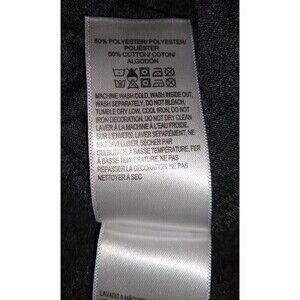 50% POLYESTER/ POLYESTER/
POLIÉSTER
50% COTTON/ COTON/
ALGODÓN
MACHINE WASH COLD, WASH INSIDE OUT,
WASH SEPARATELY, DO NOT BLEACH,
TUMBLE DRY LOW, COOL IRON, DO NOT
IRON DECORATION, DO NOT DRY CLEAN
LAVER À LA MACHINE À L'EAU FROIDE.
SUR L'ENVERS, LAVER SÉPARÉMENT, NE
PAS JAVELLISER, SÉCHER PAR
CULBUTAGE À BASSE TEMPÉRATURE, FER
À BASSE TEMPÉRATURE, NE PAS
REPASSER LA DÉCORATION, NE PAS
NETTOYER À SEC
LAVADO A